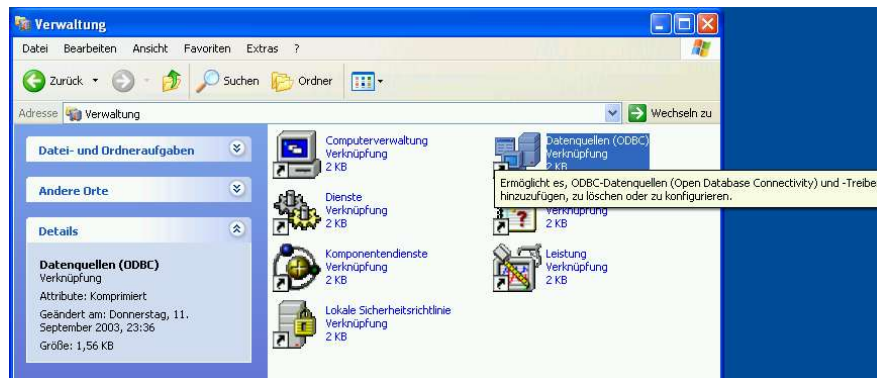 Verwaltung
Datei Bearbeiten Ansicht Favoriten Extras ?
Zurück Suchen Ordner
Adresse Verwaltung Wechseln zu
Datei- und Ordneraufgaben
Andere Orte
Details
Datenquellen (ODBC)
Verknüpfung
Attribute: Komprimiert
Geändert am: Donnerstag, 11.
September 2003, 23:36
Größe: 1,56 KB
Computerverwaltung
Verknüpfung
2 KB
Datenquellen (ODBC)
Verknüpfung
2 KB
Ermöglicht es, ODBC-Datenquellen (Open Database Connectivity) und -Treibe
hinzuzufügen, zu löschen oder zu konfigurieren.
Dienste
Verknüpfung
2 KB
Verknüpfung
2 KB
Komponentendienste
Verknüpfung
2 KB
Leistung
Verknüpfung
2 KB
Lokale Sicherheitsrichtlinie
Verknüpfung
2 KB